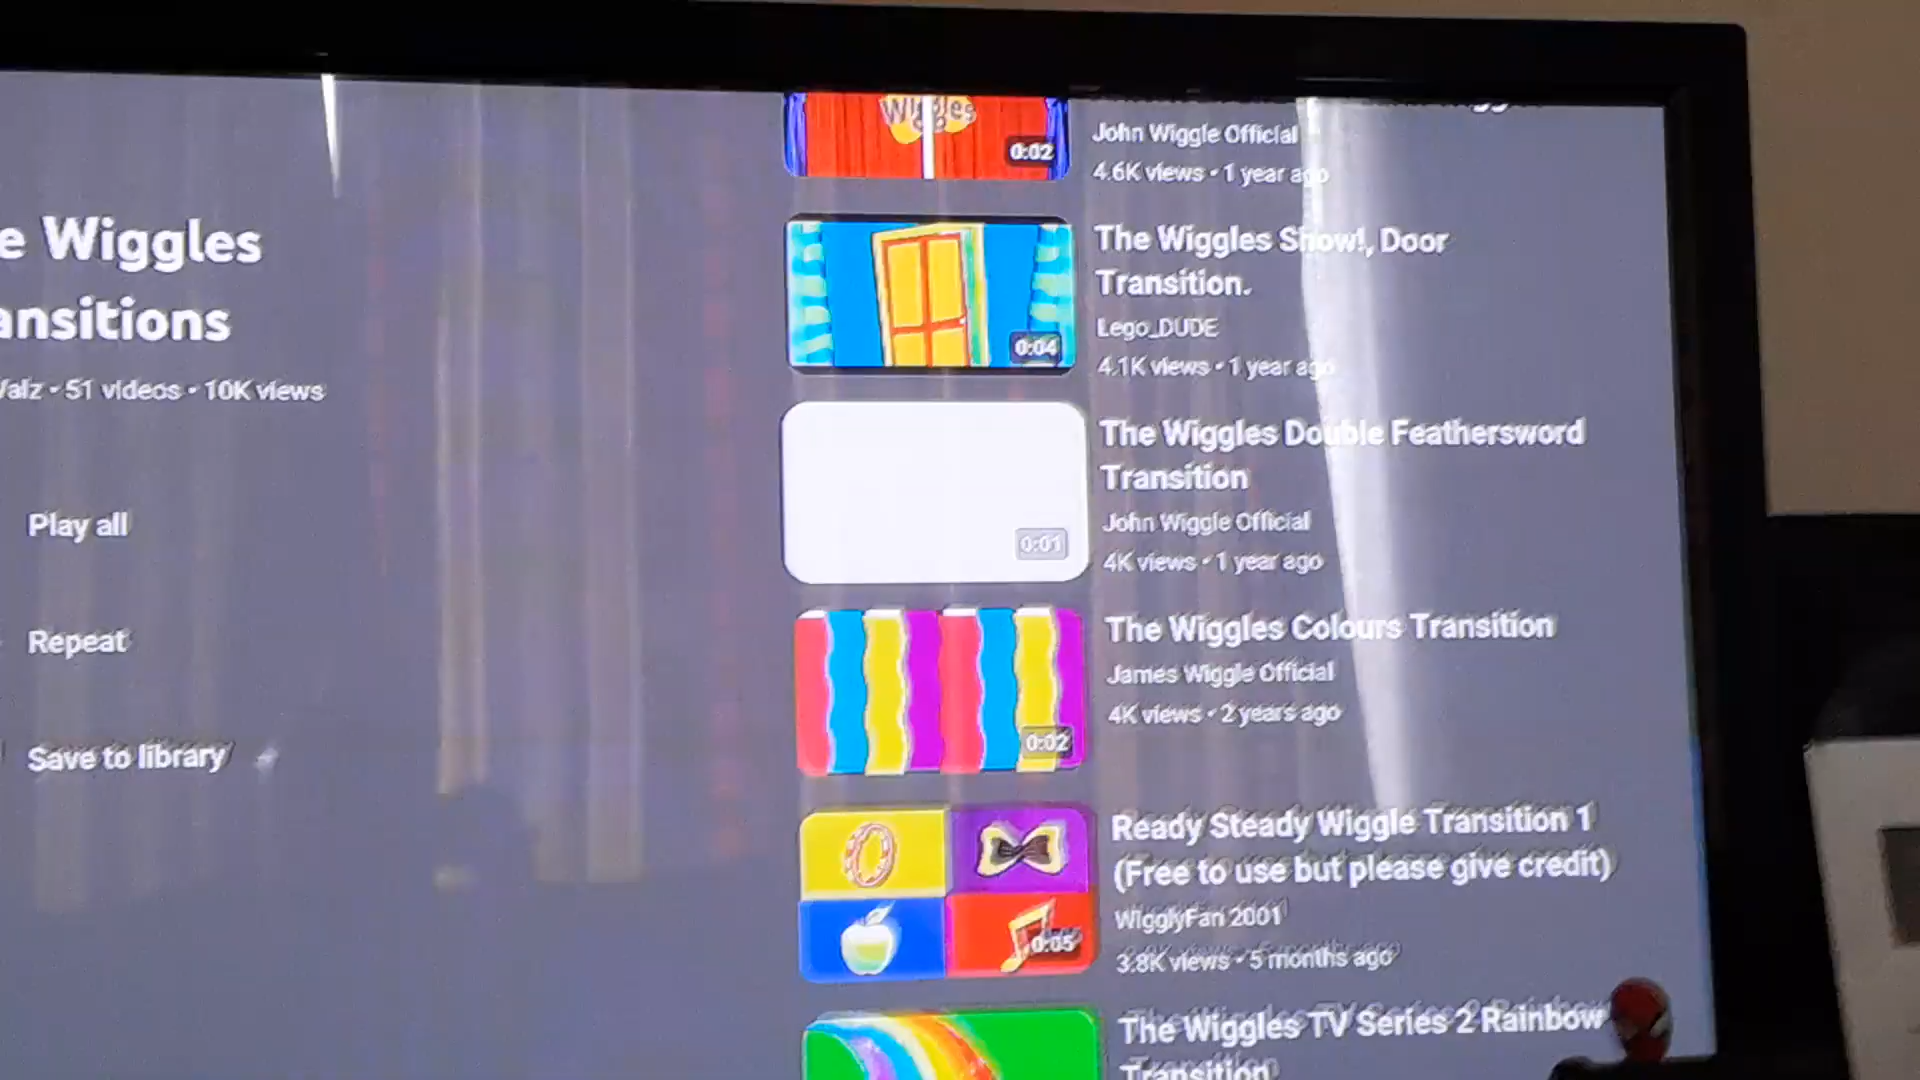 e Wiggles
ansitions
Valz • 51 videos • 10K views
Play all
Repeat
Save to library
Wiggles
0:02
John Wiggle Official
4.6K views • 1 year ago
0:04
The Wiggles Show!, Door
Transition.
Lego_DUDE
4.1K views • 1 year ago
0:01
The Wiggles Double Feathersword
Transition
John Wiggle Official
4K views • 1 year ago
0:02
The Wiggles Colours Transition
James Wiggle Official
4K views • 2 years ago
0:05
Ready Steady Wiggle Transition 1
(Free to use but please give credit)
WigglyFan 2001
3.8K views • 5 months ago
The Wiggles TV Series 2 Rainbow
Transition